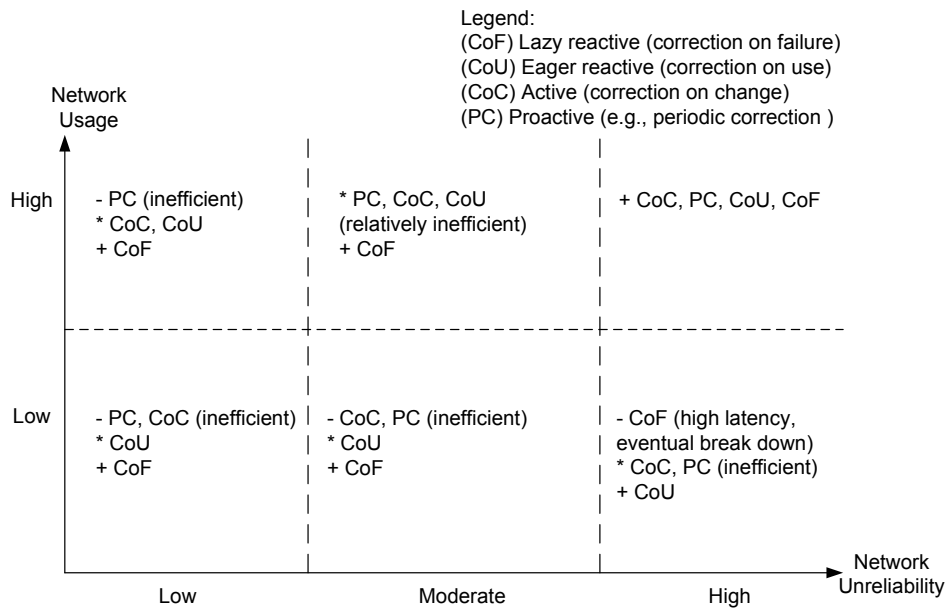 Legend:
(CoF) Lazy reactive (correction on failure)
(CoU) Eager reactive (correction on use)
(CoC) Active (correction on change)
(PC) Proactive (e.g., periodic correction )
Network
Usage
High
- PC (inefficient)
* CoC, CoU
+ CoF
* PC, CoC, CoU
(relatively inefficient)
+ CoF
+ CoC, PC, CoU, CoF
Low
- PC, CoC (inefficient)
* CoU
+ CoF
- CoC, PC (inefficient)
* CoU
+ CoF
- CoF (high latency,
eventual break down)
* CoC, PC (inefficient)
+ CoU
Low
Moderate
High
Network
Unreliability